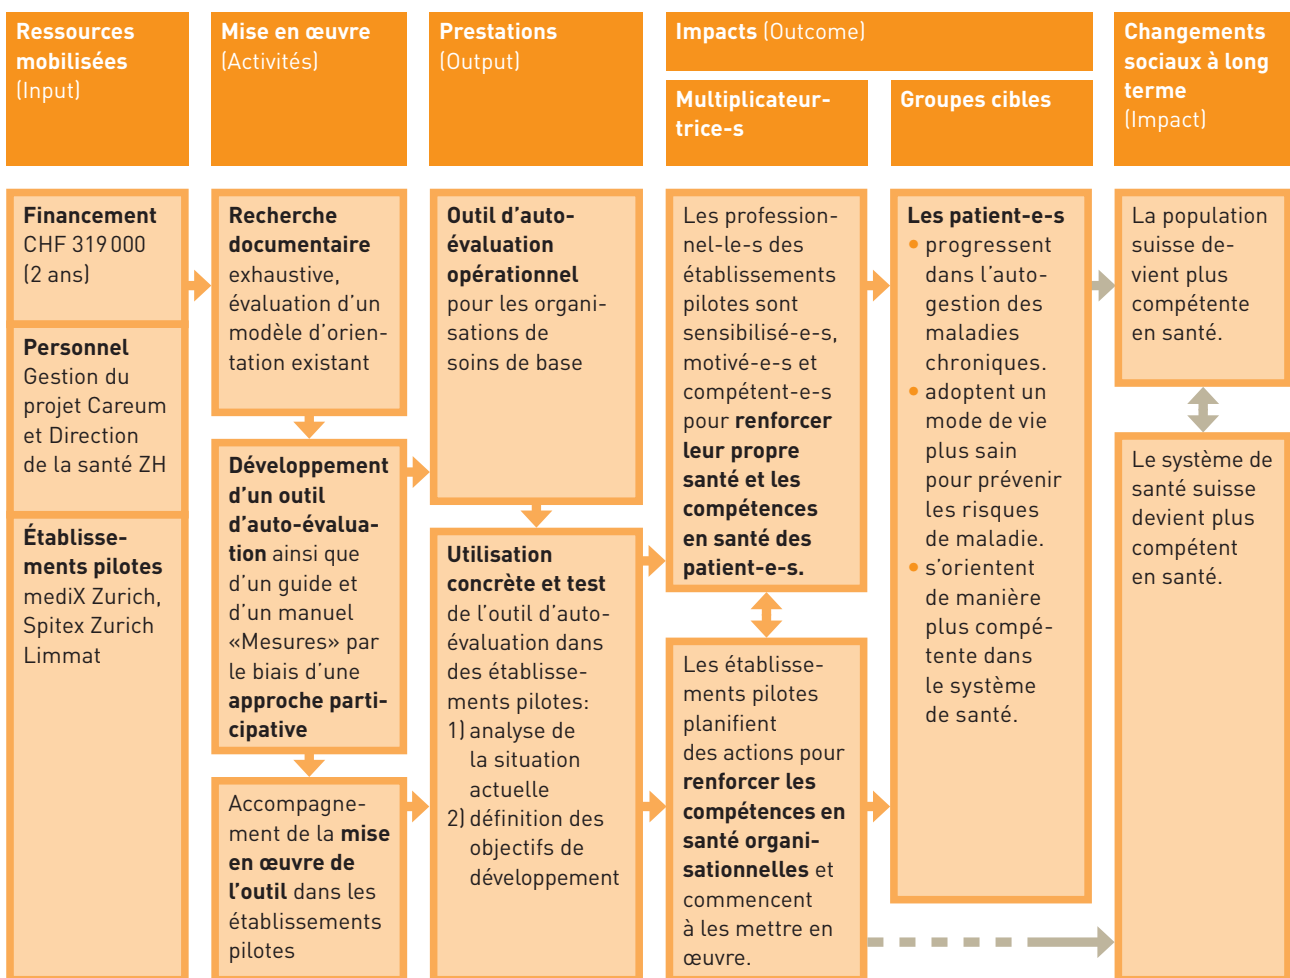 Ressources
mobilisées
(Input)
Mise en œuvre
(Activités)
Prestations
(Output)
Impacts (Outcome)
Multiplicateur-
trice-s
Groupes cibles
Changements
sociaux à long
terme
(Impact)
Financement
CHF 319 000
(2 ans)
Personnel
Gestion du
projet Careum
et Direction
de la santé ZH
Établisse-
ments pilotes
mediX Zurich,
Spitex Zurich
Limmat
Recherche
documentaire
exhaustive,
évaluation d'un
modèle d'orien-
tation existant
Développement
d'un outil
d'auto-évalua-
tion ainsi que
d'un guide et
d'un manuel
«Mesures» par
le biais d'une
approche parti-
cipative
Accompagne-
ment de la mise
en œuvre de
l'outil dans les
établissements
pilotes
Outil d'auto-
évaluation
opérationnel
pour les organi-
sations de
soins de base
Utilisation
concrète et test
de l'outil d'auto-
évaluation dans
des établisse-
ments pilotes:
1) analyse de
la situation
actuelle
2) définition des
objectifs de
développement
Les profession-
nel-le-s des
établissements
pilotes sont
sensibilisé-e-s,
motivé-e-s et
compétent-e-s
pour renforcer
leur propre
santé et les
compétences
en santé des
patient-e-s.
Les établisse-
ments pilotes
planifient
des actions pour
renforcer les
compétences en
santé organi-
sationnelles et
commencent
à les mettre en
œuvre.
Les patient-e-s
• progressent
dans l'auto-
gestion des
maladies
chroniques.
• adoptent un
mode de vie
plus sain
pour prévenir
les risques
de maladie.
• s'orientent
de manière
plus compé-
tente dans
le système
de santé.
La population
suisse de-
vient plus
compétente
en santé.
Le système de
santé suisse
devient plus
compétent
en santé.